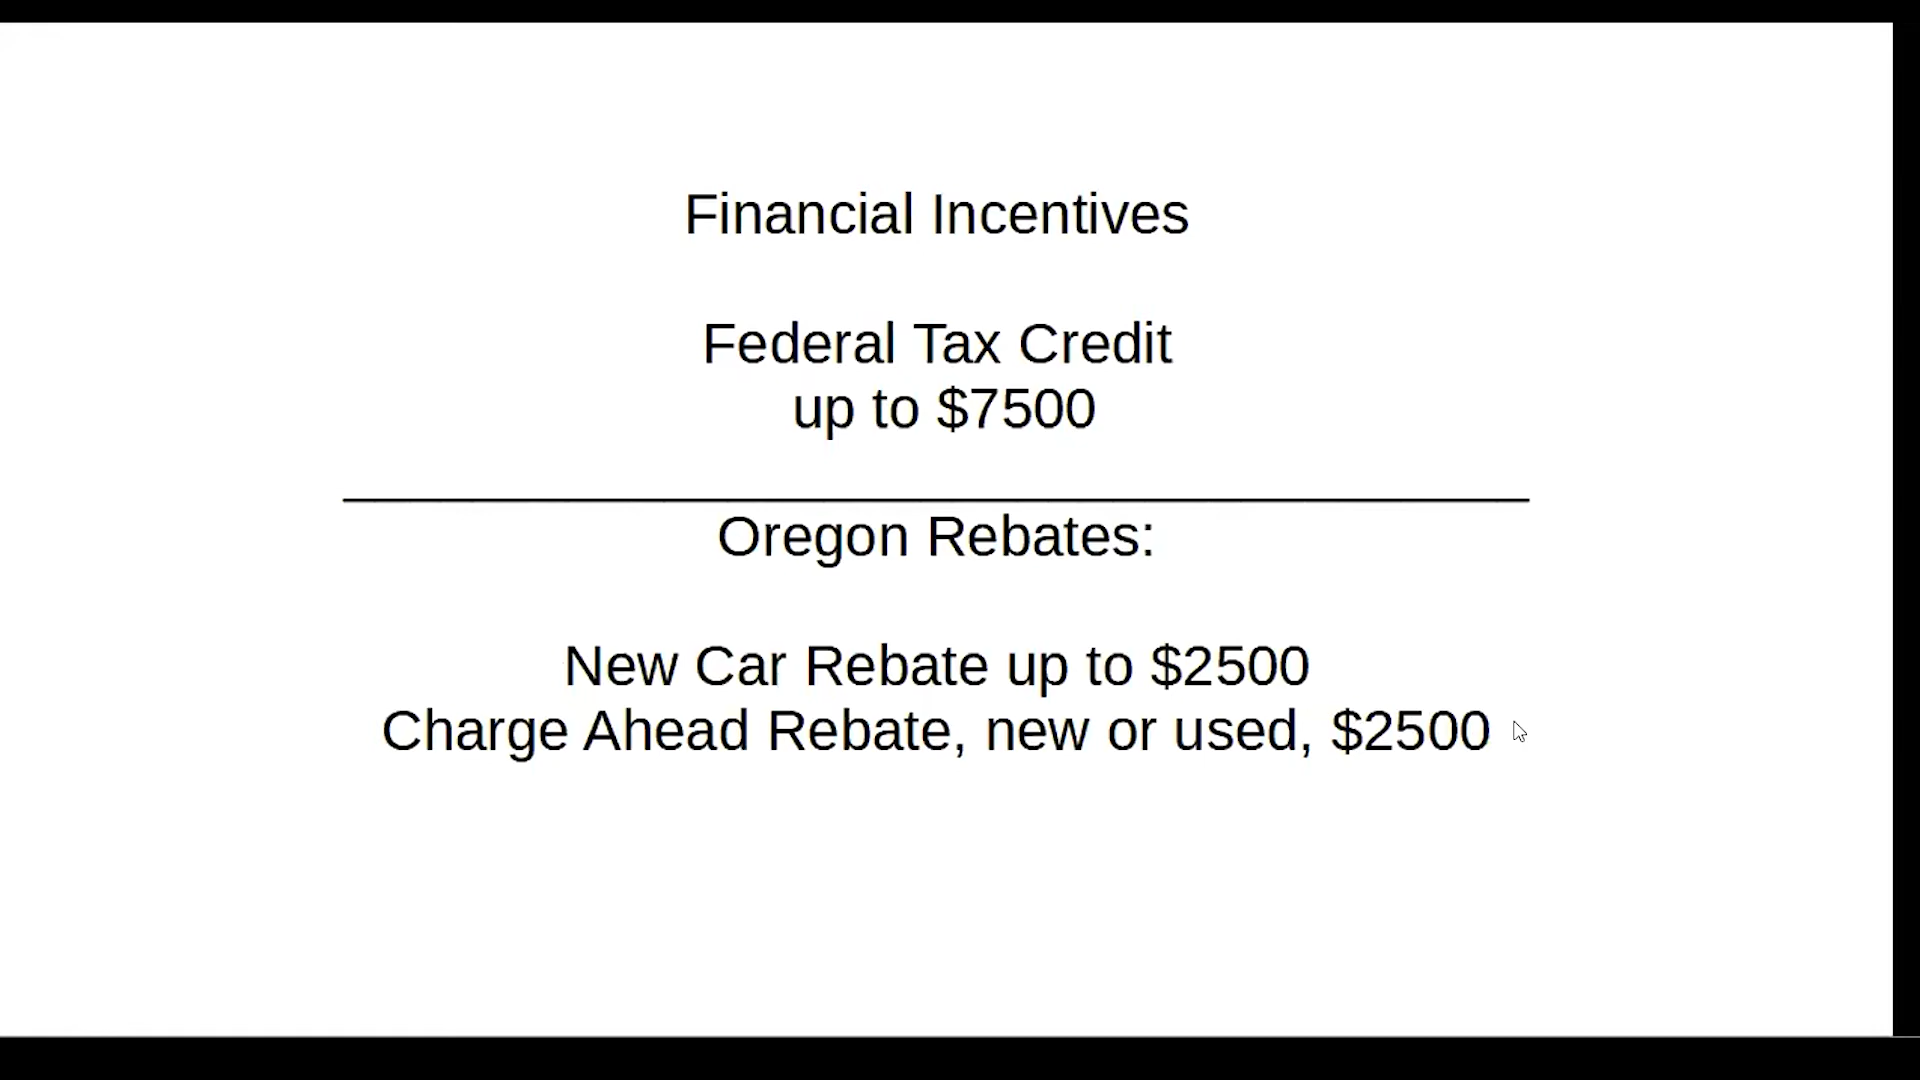 Financial Incentives
Federal Tax Credit
up to $7500
Oregon Rebates:
New Car Rebate up to $2500
Charge Ahead Rebate, new or used, $2500